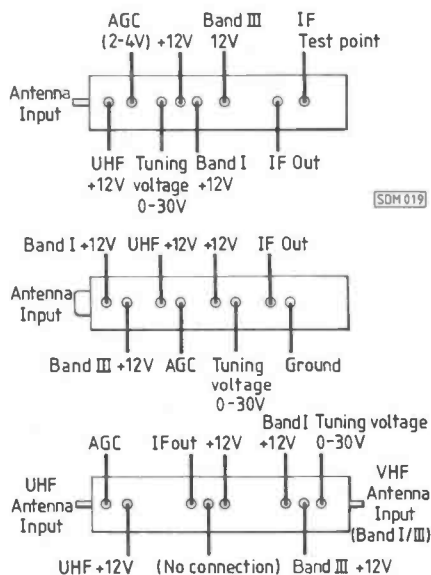 AGC
(2-4V) +12V
Band III
12V
IF
Test point
Antenna
Input
UHF
+12V
Tuning
voltage
0-30V
Band I
+12V
IF Out
SDM 019
Band I +12V UHF +12V +12V IF Out
Antenna
Input
Band III +12V AGC Tuning
voltage
0-30V
Ground
Band I Tuning voltage
AGC IF out +12V +12V 0-30V
UHF
Antenna
Input
VHF
Antenna
Input
(Band I/III)
UHF +12V (No connection) Band III +12V